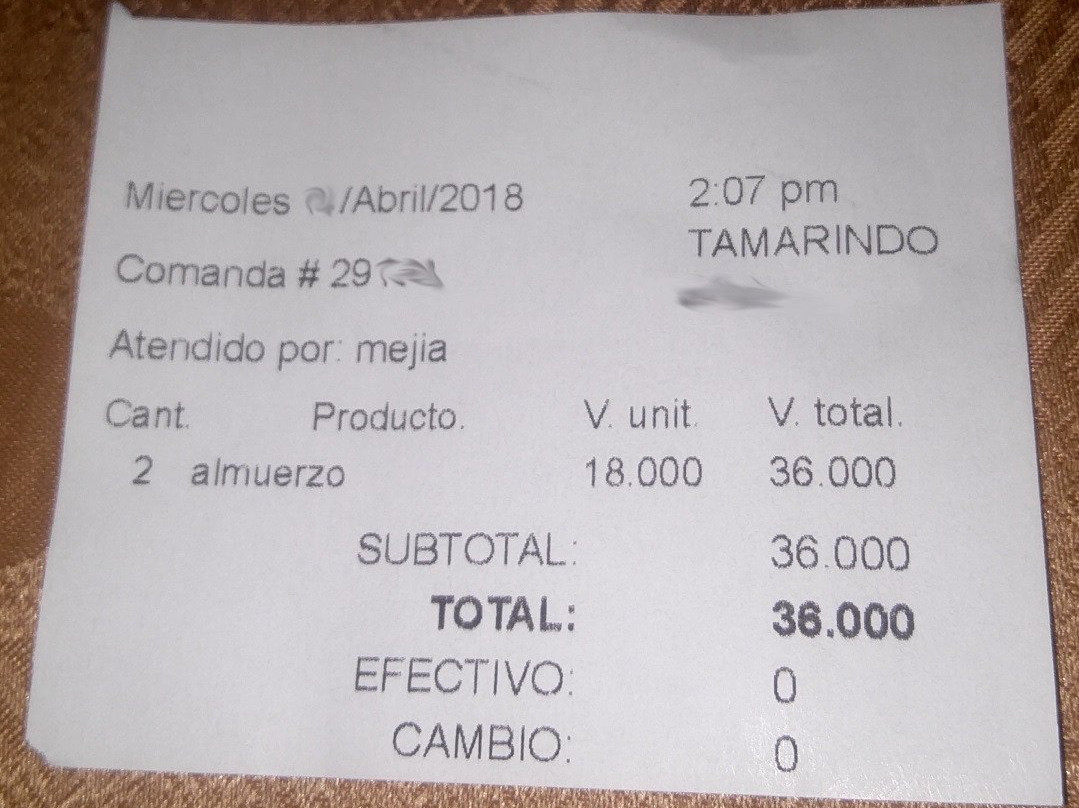 Miercoles /Abril/2018 2:07 pm
TAMARINDO
Comanda # 29
Atendido por: mejia
Cant. Producto. V. unit. V. total.
2 almuerzo 18.000 36.000
SUBTOTAL: 36.000
TOTAL: 36.000
EFECTIVO: 0
CAMBIO: 0